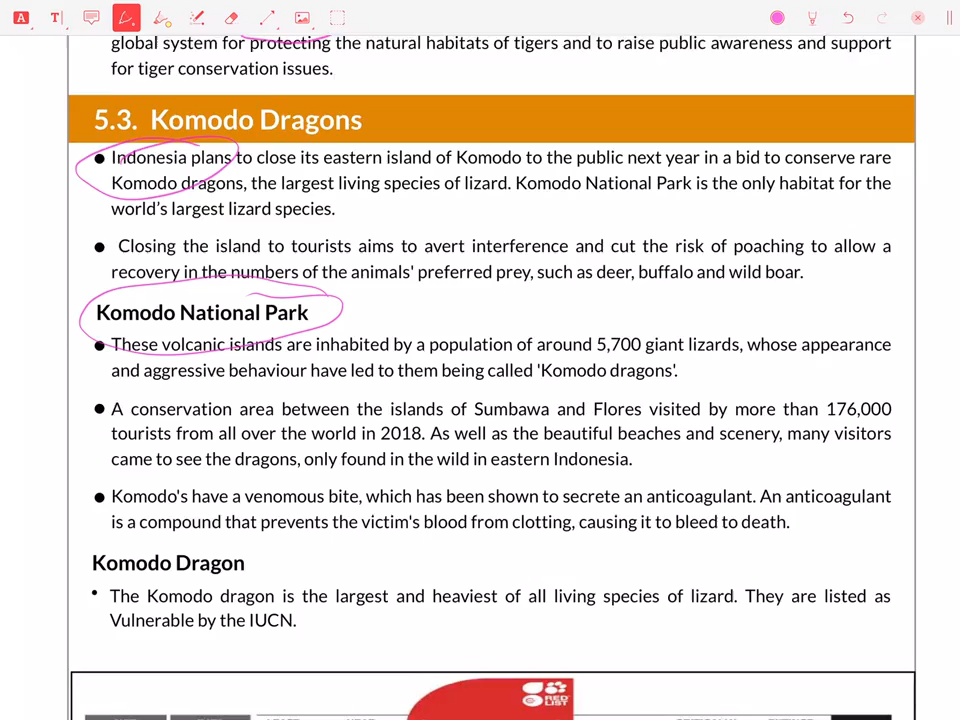 global system for protecting the natural habitats of tigers and to raise public awareness and support
for tiger conservation issues.
5.3. Komodo Dragons
● Indonesia plans to close its eastern island of Komodo to the public next year in a bid to conserve rare
Komodo dragons, the largest living species of lizard. Komodo National Park is the only habitat for the
world's largest lizard species.
● Closing the island to tourists aims to avert interference and cut the risk of poaching to allow a
recovery in the numbers of the animals' preferred prey, such as deer, buffalo and wild boar.
Komodo National Park
● These volcanic islands are inhabited by a population of around 5,700 giant lizards, whose appearance
and aggressive behaviour have led to them being called 'Komodo dragons'.
● A conservation area between the islands of Sumbawa and Flores visited by more than 176,000
tourists from all over the world in 2018. As well as the beautiful beaches and scenery, many visitors
came to see the dragons, only found in the wild in eastern Indonesia.
● Komodo's have a venomous bite, which has been shown to secrete an anticoagulant. An anticoagulant
is a compound that prevents the victim's blood from clotting, causing it to bleed to death.
Komodo Dragon
• The Komodo dragon is the largest and heaviest of all living species of lizard. They are listed as
Vulnerable by the IUCN.
RED
LIST